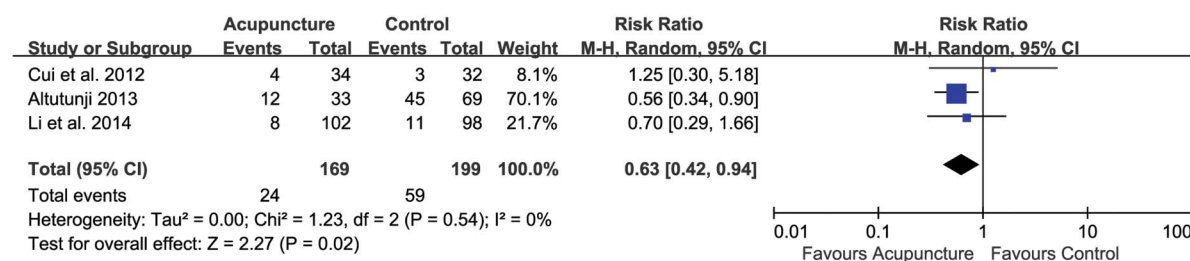 Acupuncture Control Risk Ratio Risk Ratio
Study or Subgroup Events Total Events Total Weight M-H, Random, 95% CI M-H, Random, 95% CI
Cui et al. 2012 4 34 3 32 8.1% 1.25 [0.30, 5.18]
Altutunji 2013 12 33 45 69 70.1% 0.56 [0.34, 0.90]
Li et al. 2014 8 102 11 98 21.7% 0.70 [0.29, 1.66]
Total (95% CI) 169 199 100.0% 0.63 [0.42, 0.94]
Total events 24 59
Heterogeneity: Tau² = 0.00; Chi² = 1.23, df = 2 (P = 0.54); I² = 0%
Test for overall effect: Z = 2.27 (P = 0.02)
0.01 0.1 1 10 100
Favours Acupuncture Favours Control